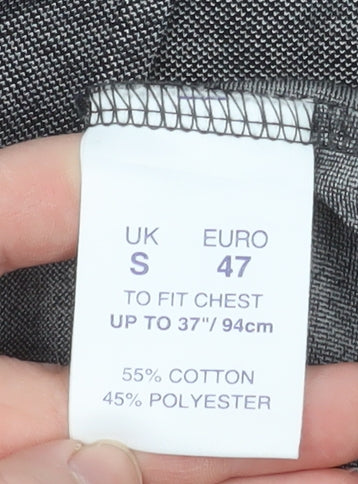 UK EURO
S 47
TO FIT CHEST
UP TO 37"/ 94cm
55% COTTON
45% POLYESTER